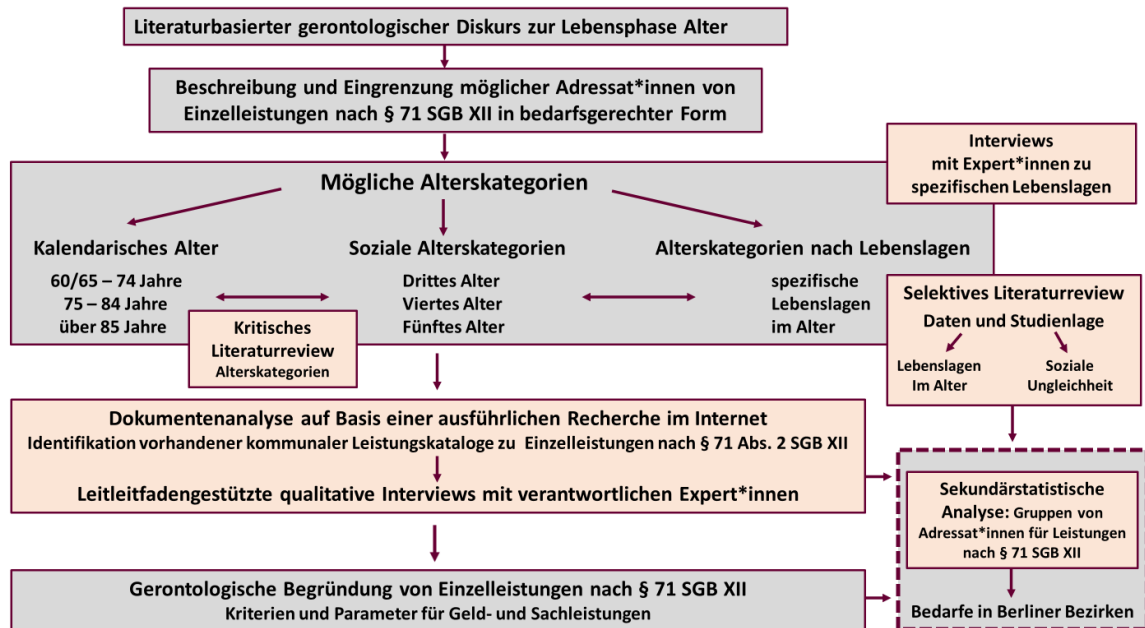 Literaturbasierter gerontologischer Diskurs zur Lebensphase Alter
Beschreibung und Eingrenzung möglicher Adressat*innen von
Einzelleistungen nach § 71 SGB XII in bedarfsgerechter Form
Interviews
mit Expert*innen zu
spezifischen Lebenslagen
Mögliche Alterskategorien
Kalendarisches Alter
60/65 – 74 Jahre
75 – 84 Jahre
über 85 Jahre
Soziale Alterskategorien
Drittes Alter
Viertes Alter
Fünftes Alter
Alterskategorien nach Lebenslagen
spezifische
Lebenslagen
im Alter
Kritisches
Literaturreview
Alterskategorien
Selektives Literaturreview
Daten und Studienlage
Lebenslagen
Im Alter
Soziale
Ungleichheit
Dokumentenanalyse auf Basis einer ausführlichen Recherche im Internet
Identifikation vorhandener kommunaler Leistungskataloge zu Einzelleistungen nach § 71 Abs. 2 SGB XII
Leitleitfadengestützte qualitative Interviews mit verantwortlichen Expert*innen
Sekundärstatistische
Analyse: Gruppen von
Adressat*innen für Leistungen
nach § 71 SGB XII
Bedarfe in Berliner Bezirken
Gerontologische Begründung von Einzelleistungen nach § 71 SGB XII
Kriterien und Parameter für Geld- und Sachleistungen